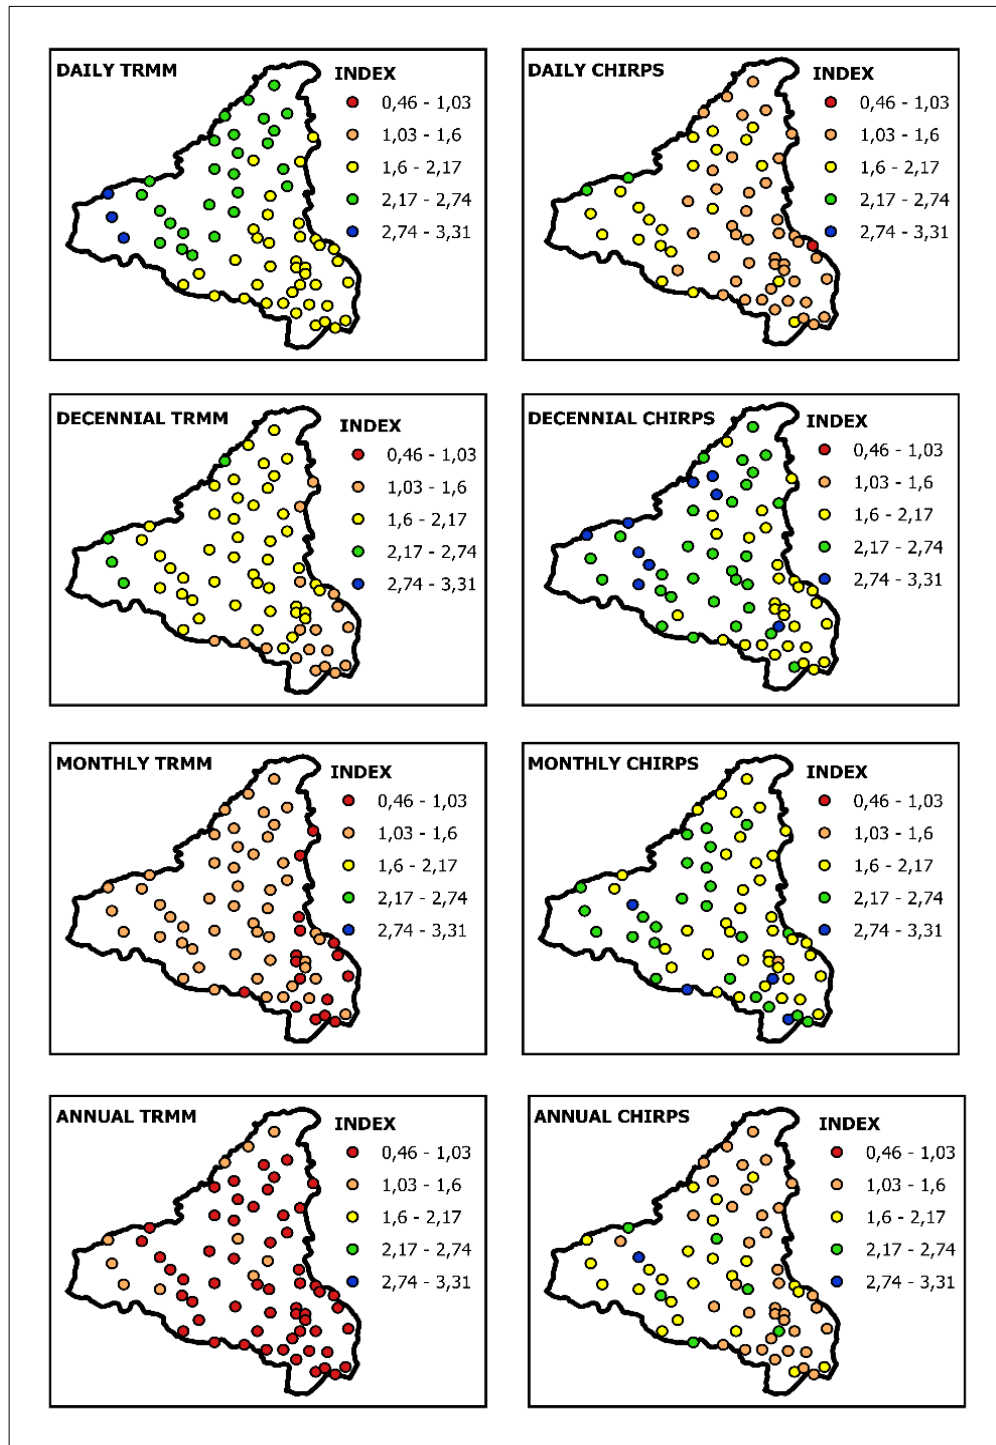 DAILY TRMM
INDEX
0,46 - 1,03
1,03 - 1,6
1,6 - 2,17
2,17 - 2,74
2,74 - 3,31
DAILY CHIRPS
INDEX
0,46 - 1,03
1,03 - 1,6
1,6 - 2,17
2,17 - 2,74
2,74 - 3,31
DECENNIAL TRMM
INDEX
0,46 - 1,03
1,03 - 1,6
1,6 - 2,17
2,17 - 2,74
2,74 - 3,31
DECENNIAL CHIRPS
INDEX
0,46 - 1,03
1,03 - 1,6
1,6 - 2,17
2,17 - 2,74
2,74 - 3,31
MONTHLY TRMM
INDEX
0,46 - 1,03
1,03 - 1,6
1,6 - 2,17
2,17 - 2,74
2,74 - 3,31
MONTHLY CHIRPS
INDEX
0,46 - 1,03
1,03 - 1,6
1,6 - 2,17
2,17 - 2,74
2,74 - 3,31
ANNUAL TRMM
INDEX
0,46 - 1,03
1,03 - 1,6
1,6 - 2,17
2,17 - 2,74
2,74 - 3,31
ANNUAL CHIRPS
INDEX
0,46 - 1,03
1,03 - 1,6
1,6 - 2,17
2,17 - 2,74
2,74 - 3,31